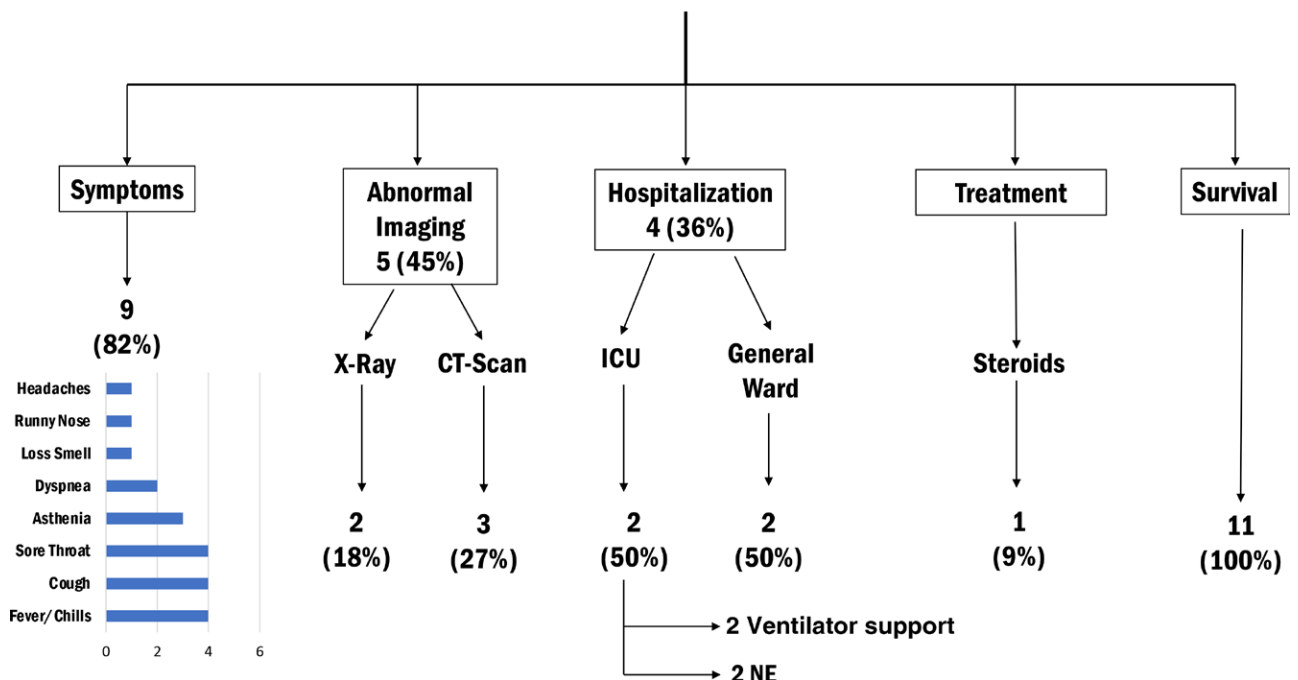 Symptoms
9
(82%)
Headaches
Runny Nose
Loss Smell
Dyspnea
Asthenia
Sore Throat
Cough
Fever/ Chills
0 2 4 6
Abnormal
Imaging
5 (45%)
X-Ray
2
(18%)
CT-Scan
3
(27%)
Hospitalization
4 (36%)
ICU
2
(50%)
2 Ventilator support
2 NE
General
Ward
2
(50%)
Treatment
Steroids
1
(9%)
Survival
11
(100%)